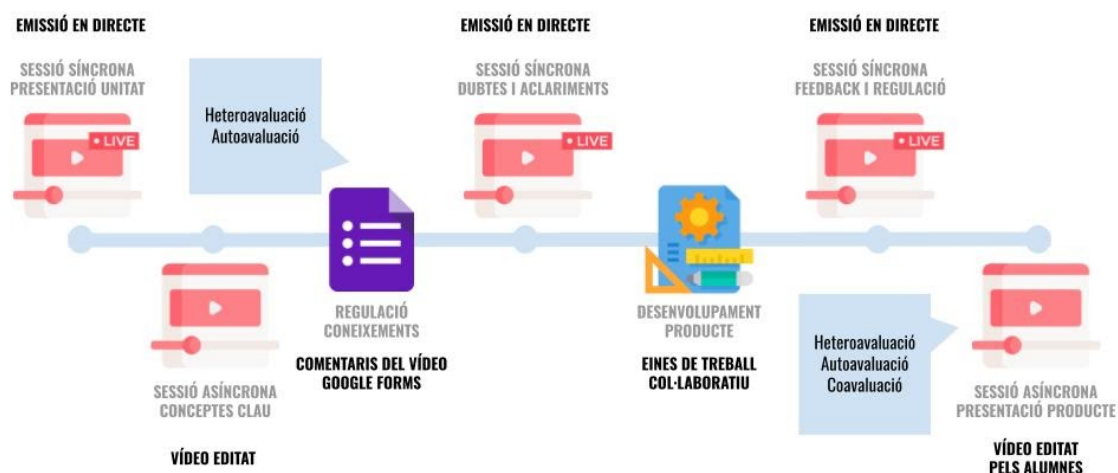 EMISSIÓ EN DIRECTE
SESSIÓ SÍNCRONA
PRESENTACIÓ UNITAT
LIVE
Heteroavaluació
Autoavaluació
EMISSIÓ EN DIRECTE
SESSIÓ SÍNCRONA
DUBTES I ACLARIMENTS
LIVE
EMISSIÓ EN DIRECTE
SESSIÓ SÍNCRONA
FEEDBACK I REGULACIÓ
LIVE
SESSIÓ ASÍNCRONA
CONCEPTES CLAU
VÍDEO EDITAT
REGULACIÓ
CONEIXEMENTS
COMENTARIS DEL VÍDEO
GOOGLE FORMS
DESENVOLUPAMENT
PRODUCTE
EINES DE TREBALL
COL·LABORATIU
Heteroavaluació
Autoavaluació
Coavaluació
SESSIÓ ASÍNCRONA
PRESENTACIÓ PRODUCTE
VÍDEO EDITAT
PELS ALUMNES